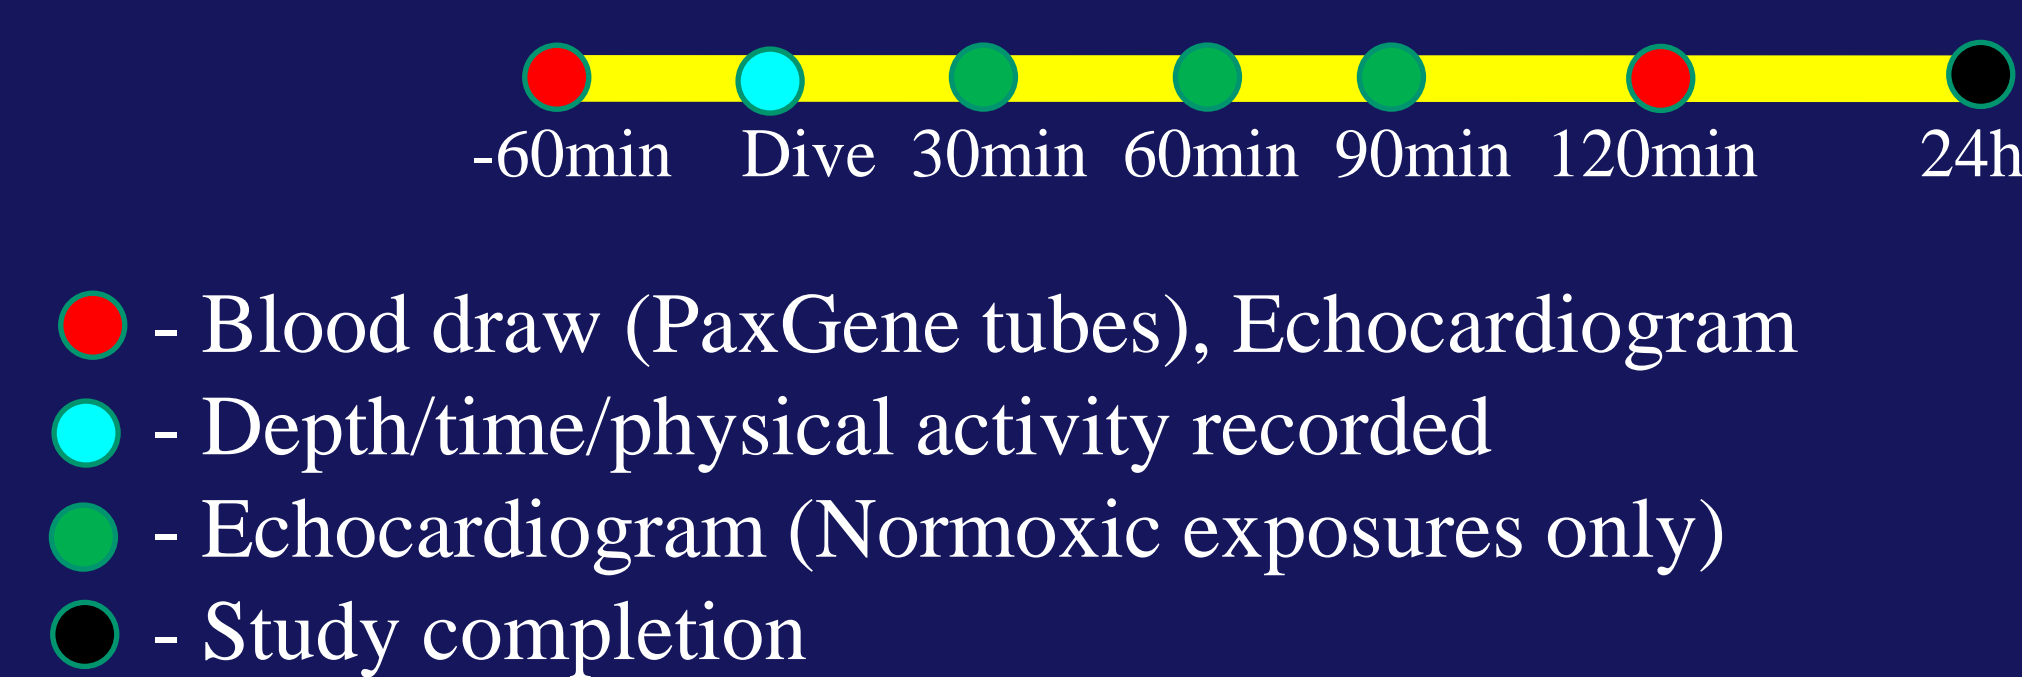 -60min Dive 30min 60min 90min 120min 24h
- Blood draw (PaxGene tubes), Echocardiogram
- Depth/time/physical activity recorded
- Echocardiogram (Normoxic exposures only)
- Study completion